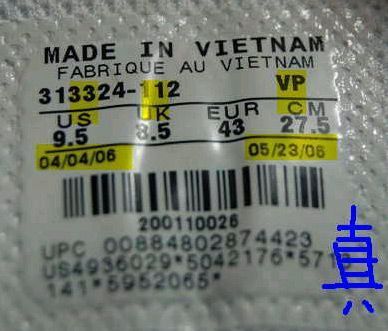 MADE IN VIETNAM
FABRIQUE AU VIETNAM
313324-112 VP
US UK EUR CM
9.5 8.5 43 27.5
04/04/06 05/23/06
200110026
UPC 00884802874423
US4936029*5042176*571
141*5952065*
真